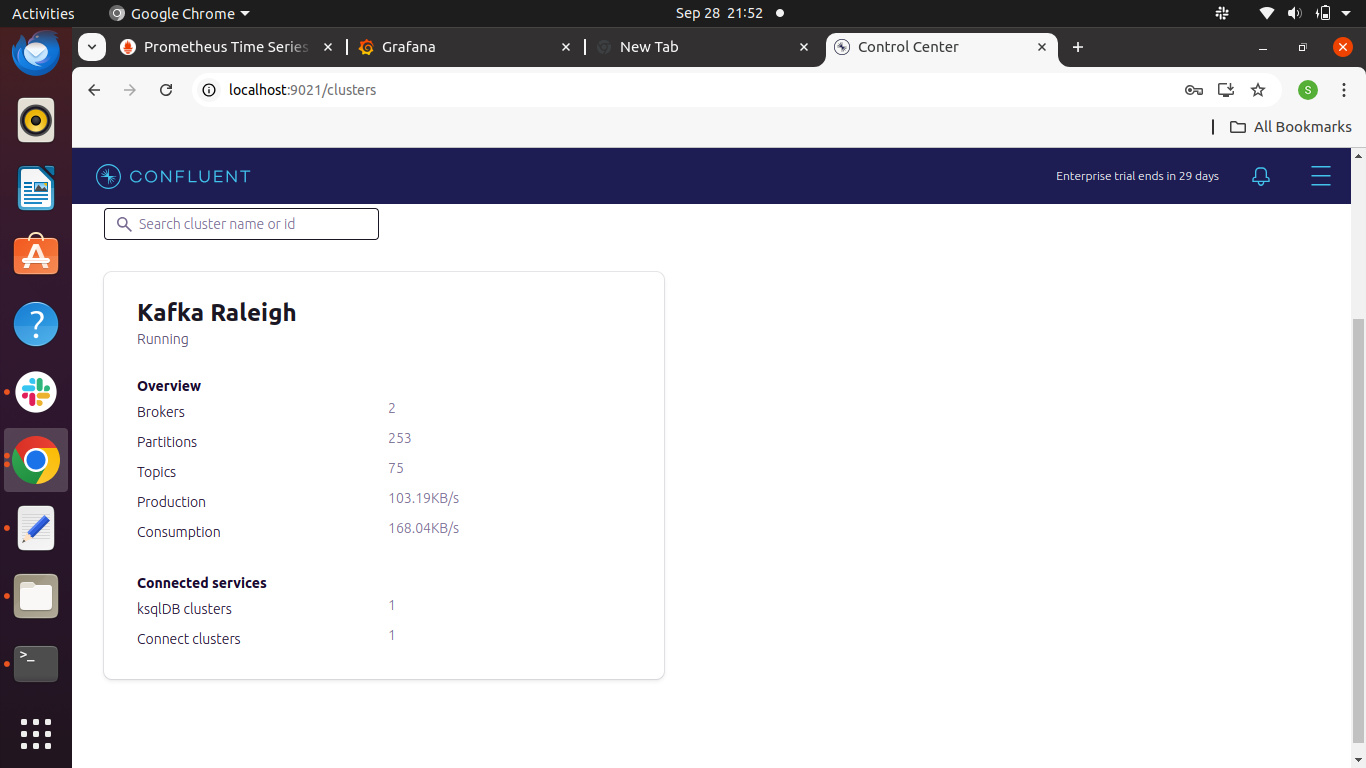 Activities Google Chrome Sep 28 21:52
Prometheus Time Series Grafana New Tab Control Center
localhost:9021/clusters S
All Bookmarks
CONFLUENT Enterprise trial ends in 29 days
Search cluster name or id
Kafka Raleigh
Running
Overview
Brokers 2
Partitions 253
Topics 75
Production 103.19KB/s
Consumption 168.04KB/s
Connected services
ksqlDB clusters 1
Connect clusters 1